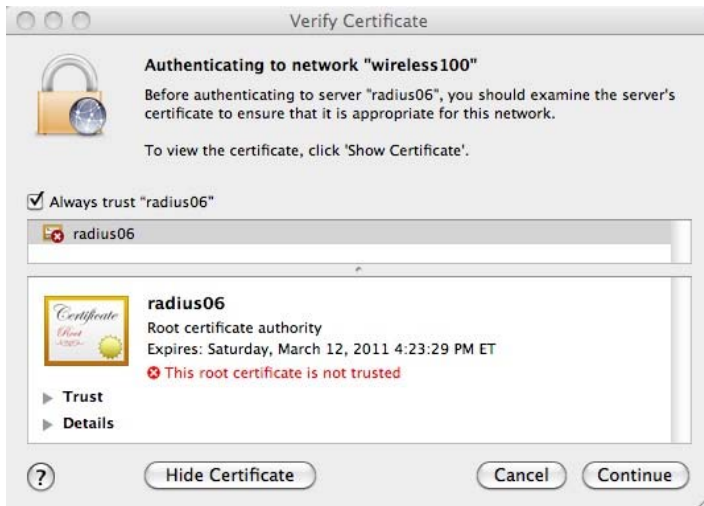 Verify Certificate
Authenticating to network "wireless100"
Before authenticating to server "radius06", you should examine the server's
certificate to ensure that it is appropriate for this network.
To view the certificate, click 'Show Certificate'.
Always trust "radius06"
radius06
Certificate
Root
radius06
Root certificate authority
Expires: Saturday, March 12, 2011 4:23:29 PM ET
This root certificate is not trusted
Trust
Details
?
Hide Certificate
Cancel
Continue